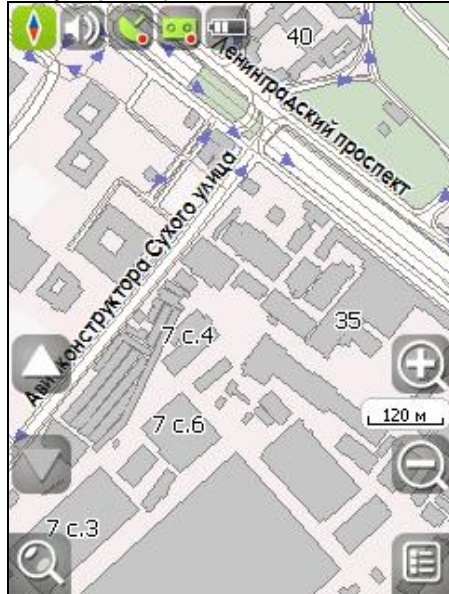 40
Ленинградский проспект
Авиаконструктора Сухого улица
7 с.4
35
120 м
7 с.6
7 с.3